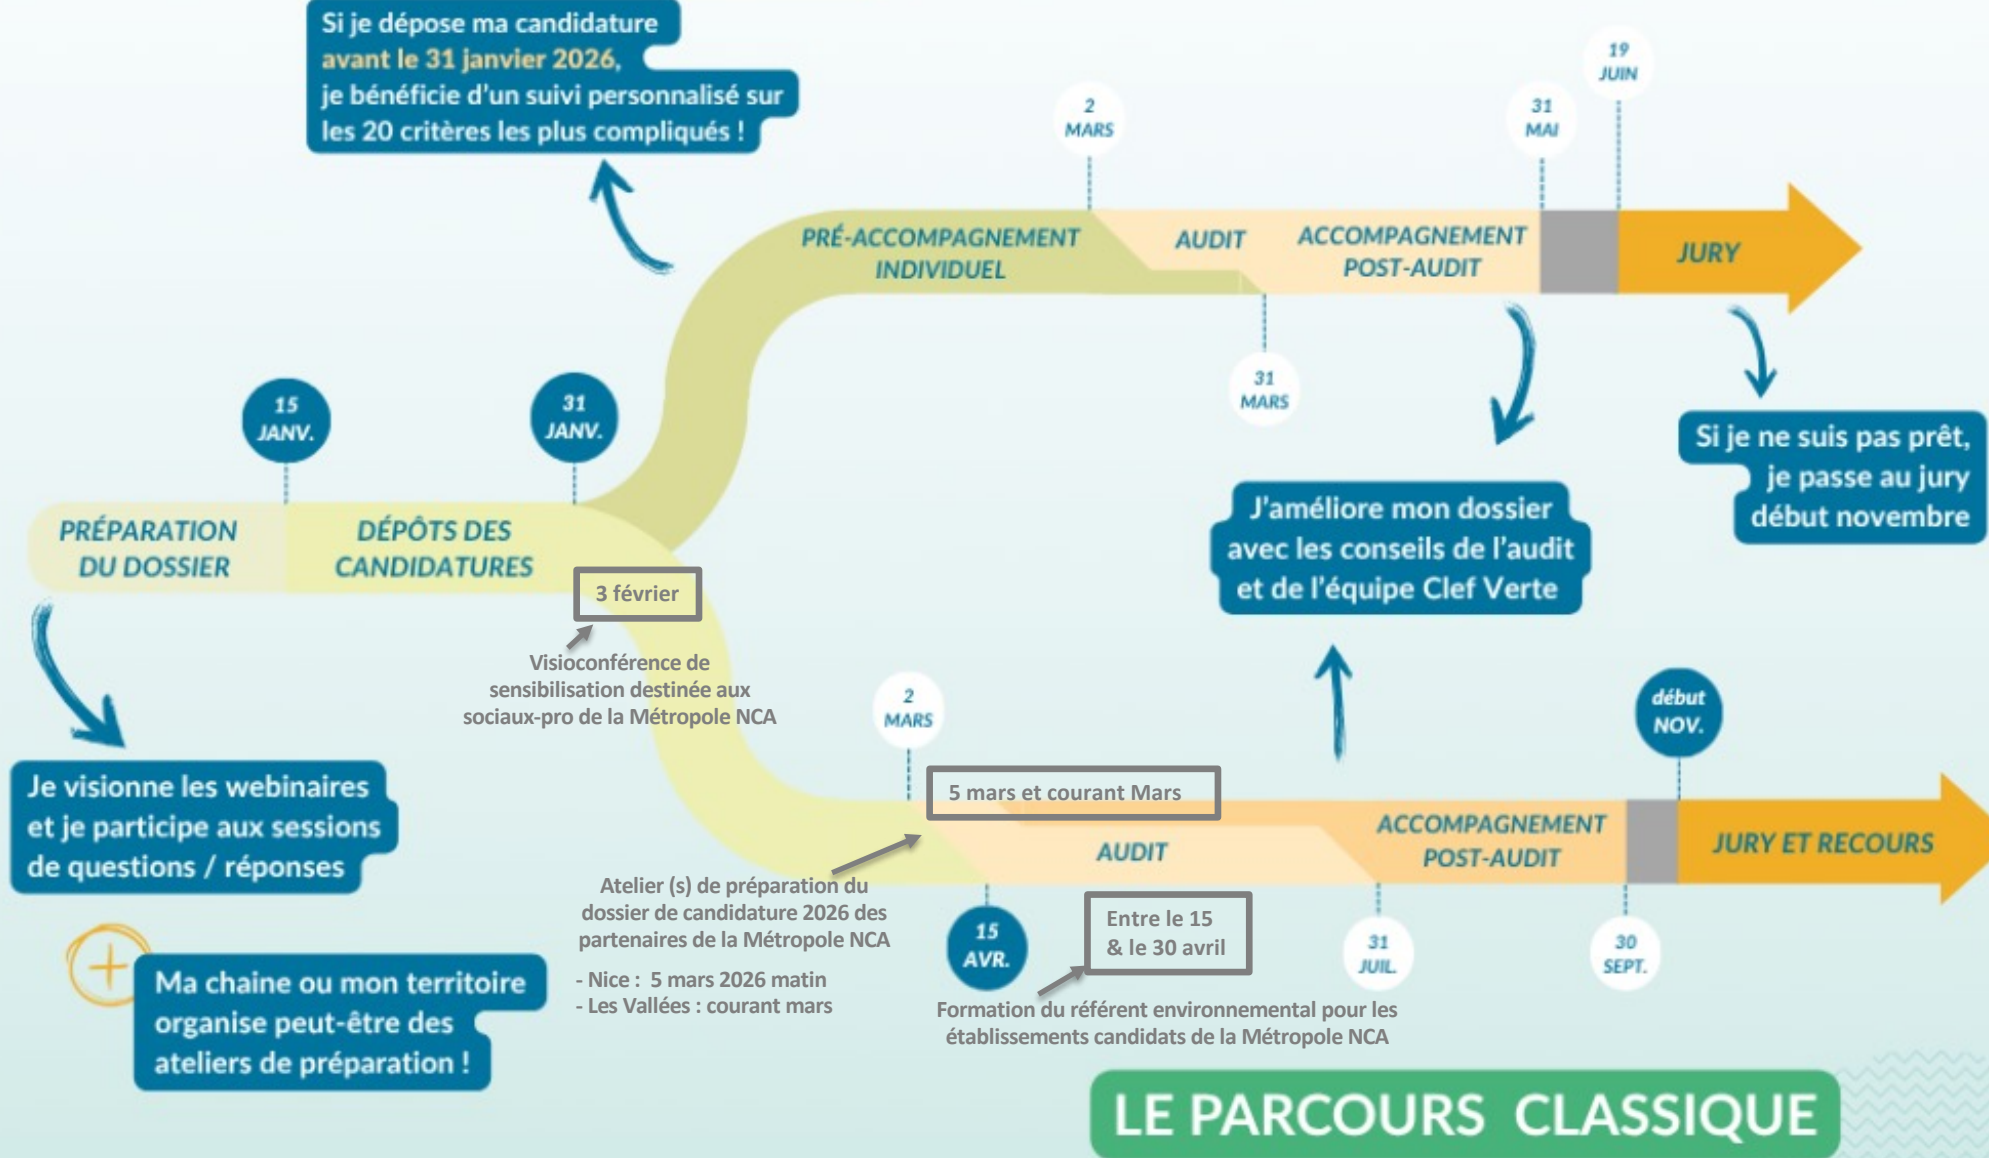 Si je dépose ma candidature
avant le 31 janvier 2026,
je bénéficie d'un suivi personnalisé sur
les 20 critères les plus compliqués !
19
JUIN
2
MARS
31
MAI
PRÉ-ACCOMPAGNEMENT
INDIVIDUEL
AUDIT
ACCOMPAGNEMENT
POST-AUDIT
JURY
31
MARS
15
JANV.
31
JANV.
Si je ne suis pas prêt,
je passe au jury
début novembre
J'améliore mon dossier
avec les conseils de l'audit
et de l'équipe Clef Verte
PRÉPARATION
DU DOSSIER
DÉPÔTS DES
CANDIDATURES
3 février
Visioconférence de
sensibilisation destinée aux
sociaux-pro de la Métropole NCA
2
MARS
début
NOV.
Je visionne les webinaires
et je participe aux sessions
de questions / réponses
5 mars et courant Mars
AUDIT
ACCOMPAGNEMENT
POST-AUDIT
JURY ET RECOURS
Atelier (s) de préparation du
dossier de candidature 2026 des
partenaires de la Métropole NCA
- Nice : 5 mars 2026 matin
- Les Vallées : courant mars
15
AVR.
Entre le 15
& le 30 avril
31
JUIL.
30
SEPT.
Formation du référent environnemental pour les
établissements candidats de la Métropole NCA
+
Ma chaine ou mon territoire
organise peut-être des
ateliers de préparation !
LE PARCOURS CLASSIQUE